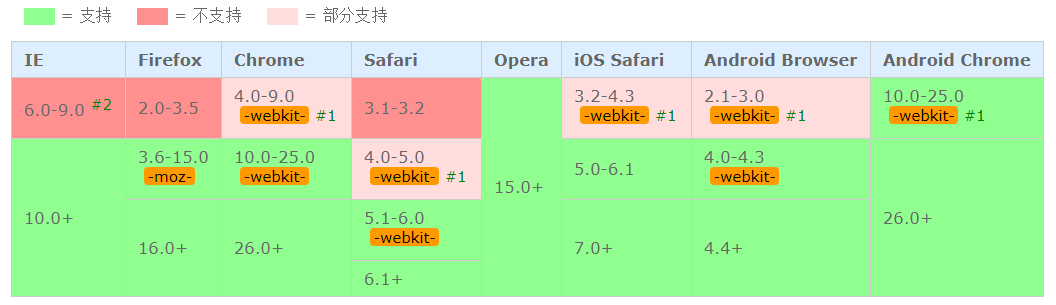 = 支持 = 不支持 = 部分支持
IE Firefox Chrome Safari Opera iOS Safari Android Browser Android Chrome
6.0-9.0 #2 2.0-3.5 4.0-9.0 -webkit- #1 3.1-3.2 15.0+ 3.2-4.3 -webkit- #1 2.1-3.0 -webkit- #1 10.0-25.0 -webkit- #1
10.0+ 3.6-15.0 -moz- 10.0-25.0 -webkit- 4.0-5.0 -webkit- #1 5.0-6.1 4.0-4.3 -webkit- 26.0+
16.0+ 26.0+ 5.1-6.0 -webkit- 7.0+ 4.4+
6.1+